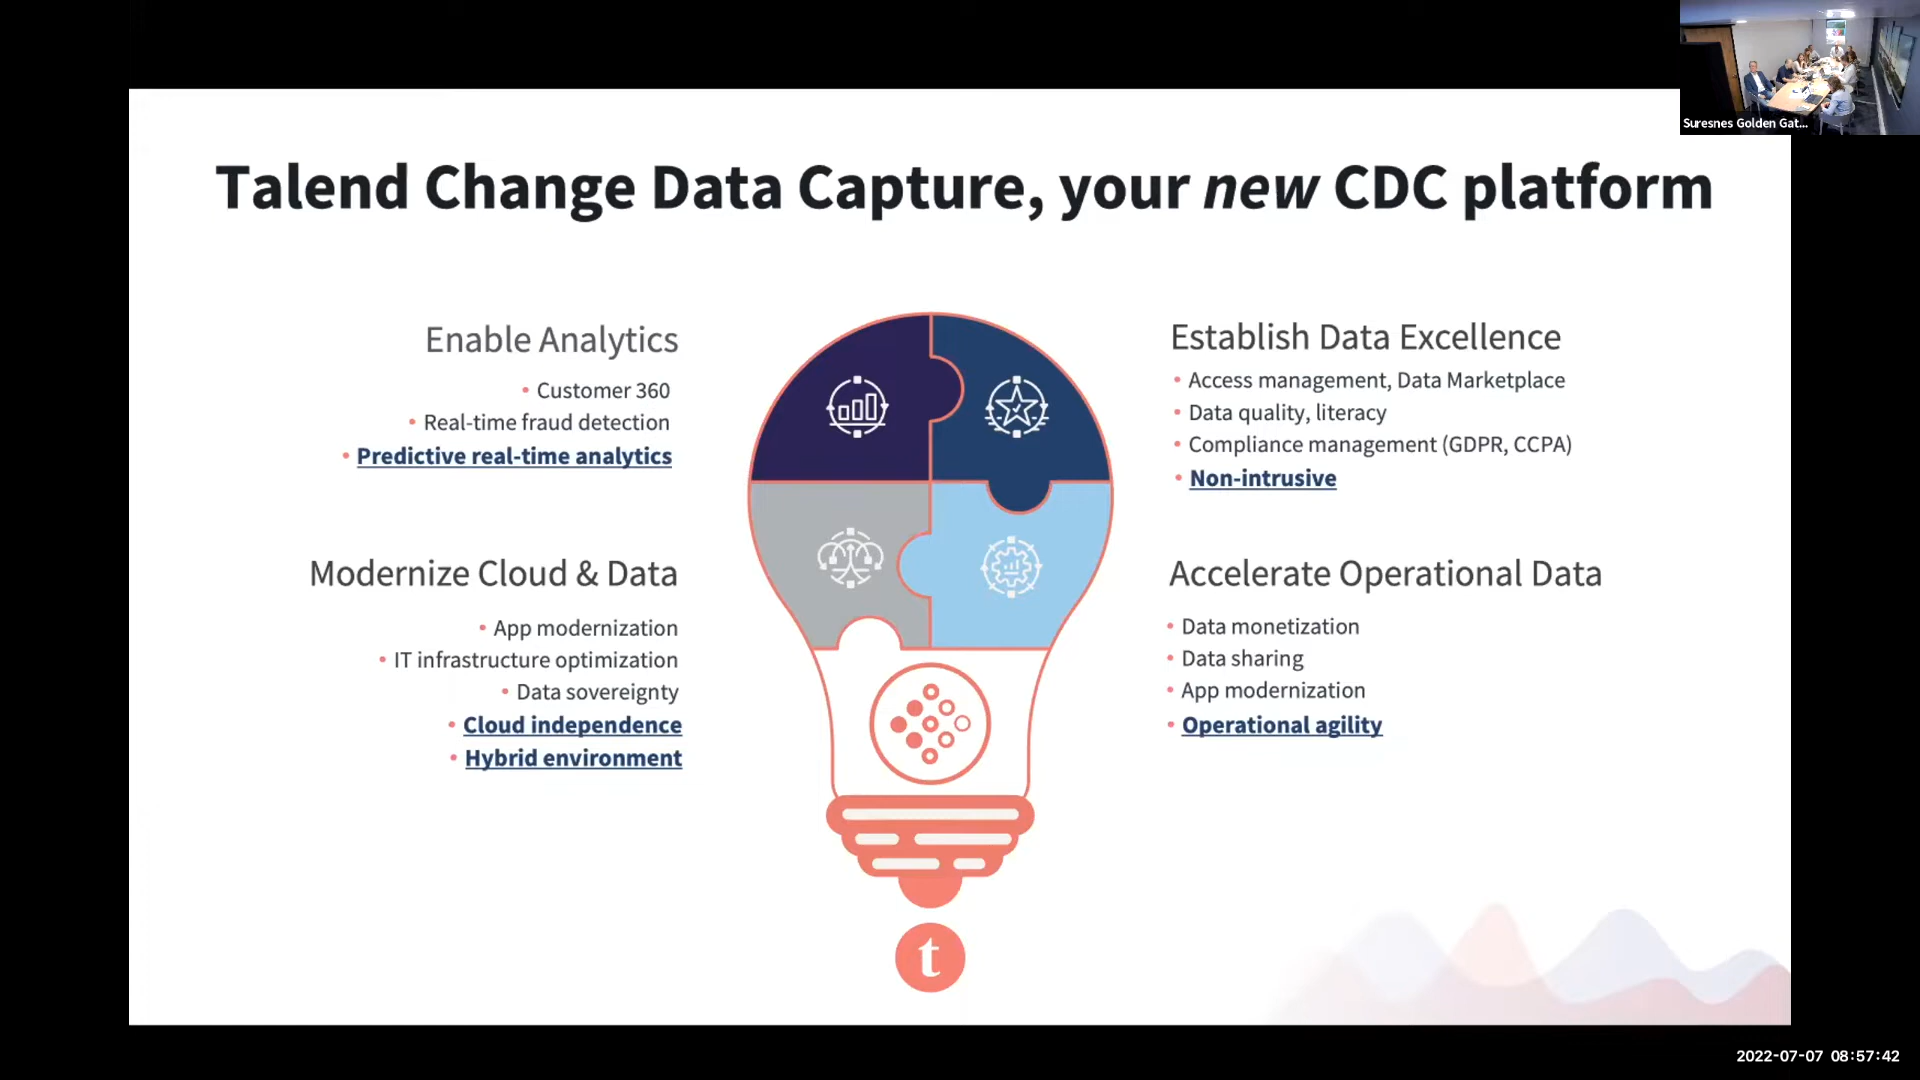 Suresnes Golden Gat...
Talend Change Data Capture, your new CDC platform
Enable Analytics
• Customer 360
• Real-time fraud detection
• Predictive real-time analytics
Establish Data Excellence
• Access management, Data Marketplace
• Data quality, literacy
• Compliance management (GDPR, CCPA)
• Non-intrusive
Modernize Cloud & Data
• App modernization
• IT infrastructure optimization
• Data sovereignty
• Cloud independence
• Hybrid environment
Accelerate Operational Data
• Data monetization
• Data sharing
• App modernization
• Operational agility
t
2022-07-07 08:57:42